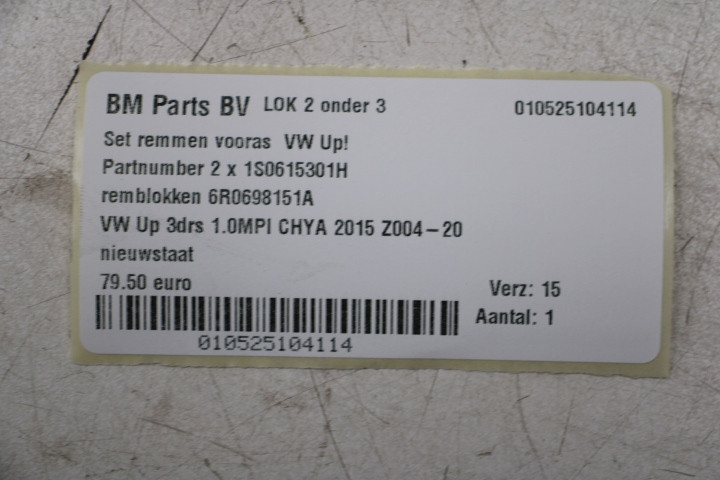 BM Parts BV LOK 2 onder 3 010525104114
Set remmen vooras VW Up!
Partnumber 2 x 1S0615301H
remblokken 6R0698151A
VW Up 3drs 1.0MPI CHYA 2015 Z004-20
nieuwstaat
79.50 euro Verz: 15
Aantal: 1
010525104114